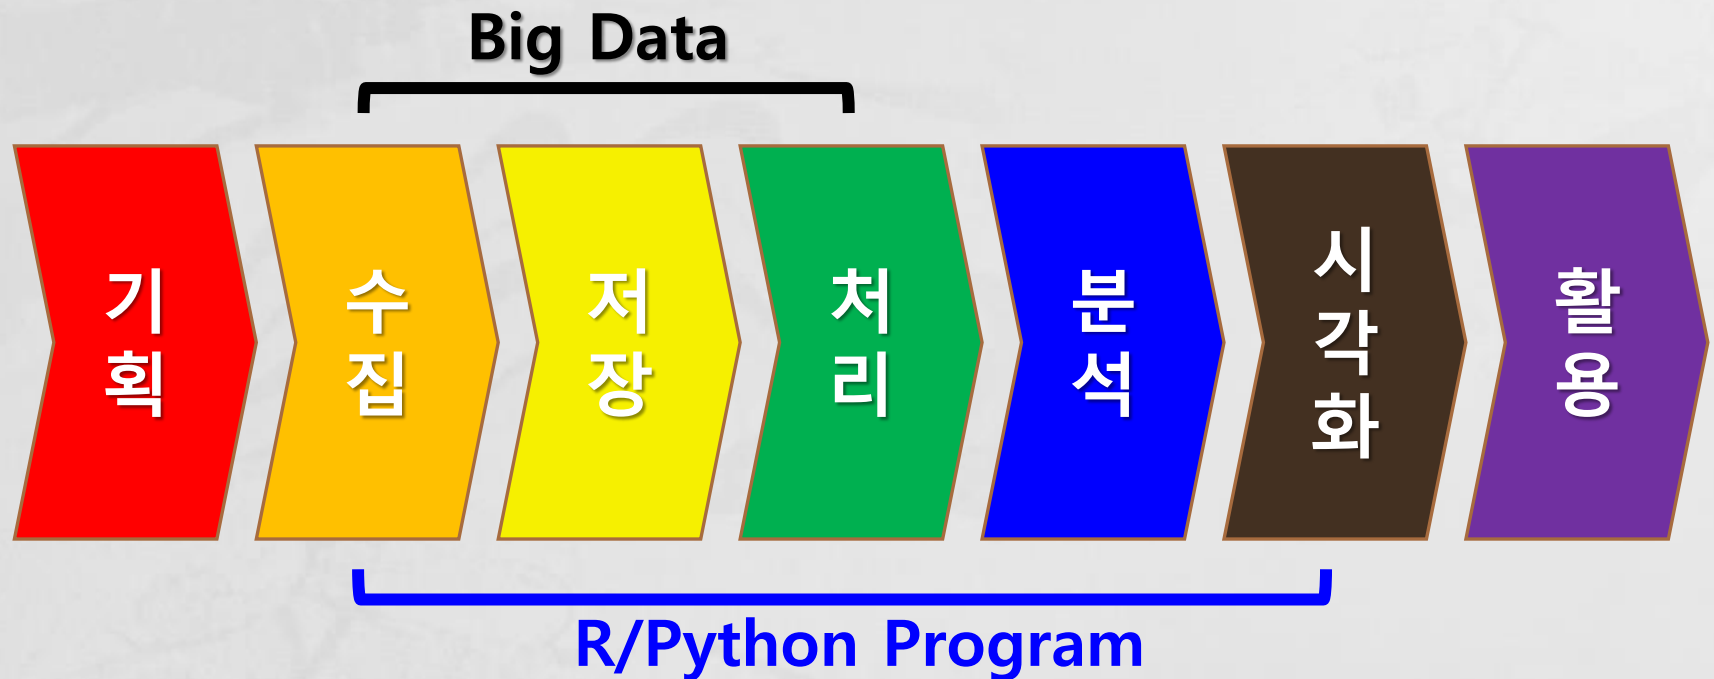 Big Data
기획
수집
저장
처리
분석
시각화
활용
R/Python Program